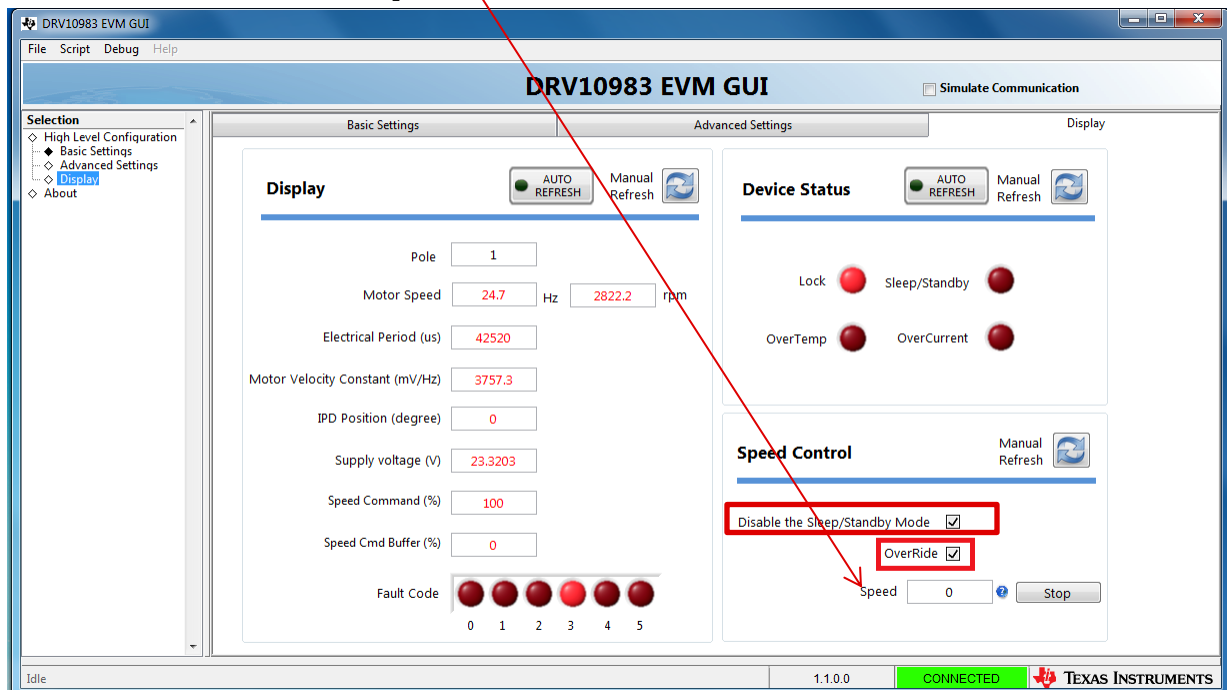 DRV10983 EVM GUI
File Script Debug Help
DRV10983 EVM GUI
Simulate Communication
Selection
High Level Configuration
Basic Settings
Advanced Settings
Display
About
Basic Settings
Advanced Settings
Display
Display
AUTO REFRESH
Manual Refresh
Pole 1
Motor Speed 24.7 Hz 2822.2 rpm
Electrical Period (us) 42520
Motor Velocity Constant (mV/Hz) 3757.3
IPD Position (degree) 0
Supply voltage (V) 23.3203
Speed Command (%) 100
Speed Cmd Buffer (%) 0
Fault Code
0 1 2 3 4 5
Device Status
AUTO REFRESH
Manual Refresh
Lock Sleep/Standby
OverTemp OverCurrent
Speed Control
Manual Refresh
Disable the Sleep/Standby Mode
OverRide
Speed 0 ? Stop
Idle
1.1.0.0
CONNECTED
TEXAS INSTRUMENTS